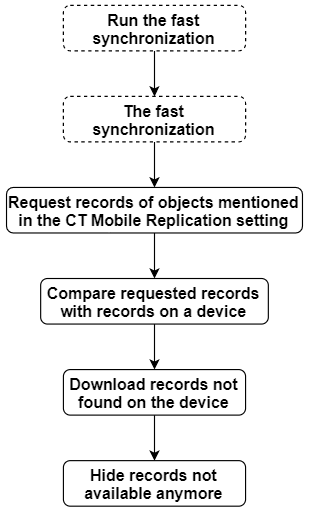 Run the fast
synchronization
The fast
synchronization
Request records of objects mentioned
in the CT Mobile Replication setting
Compare requested records
with records on a device
Download records not
found on the device
Hide records not
available anymore